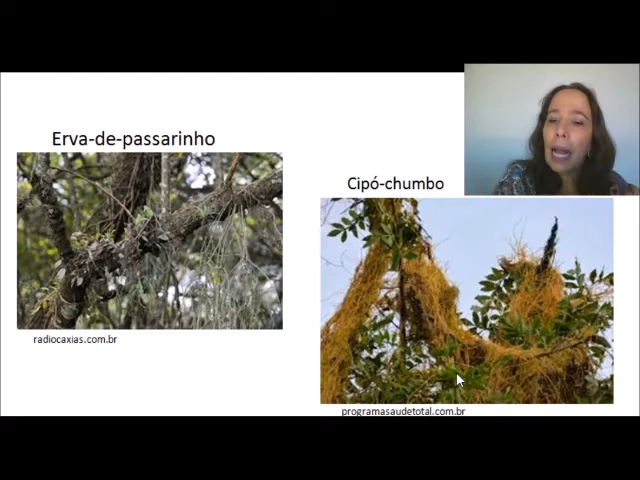 Erva-de-passarinho
Cipó-chumbo
radiocaxias.com.br
programasaudetotal.com.br